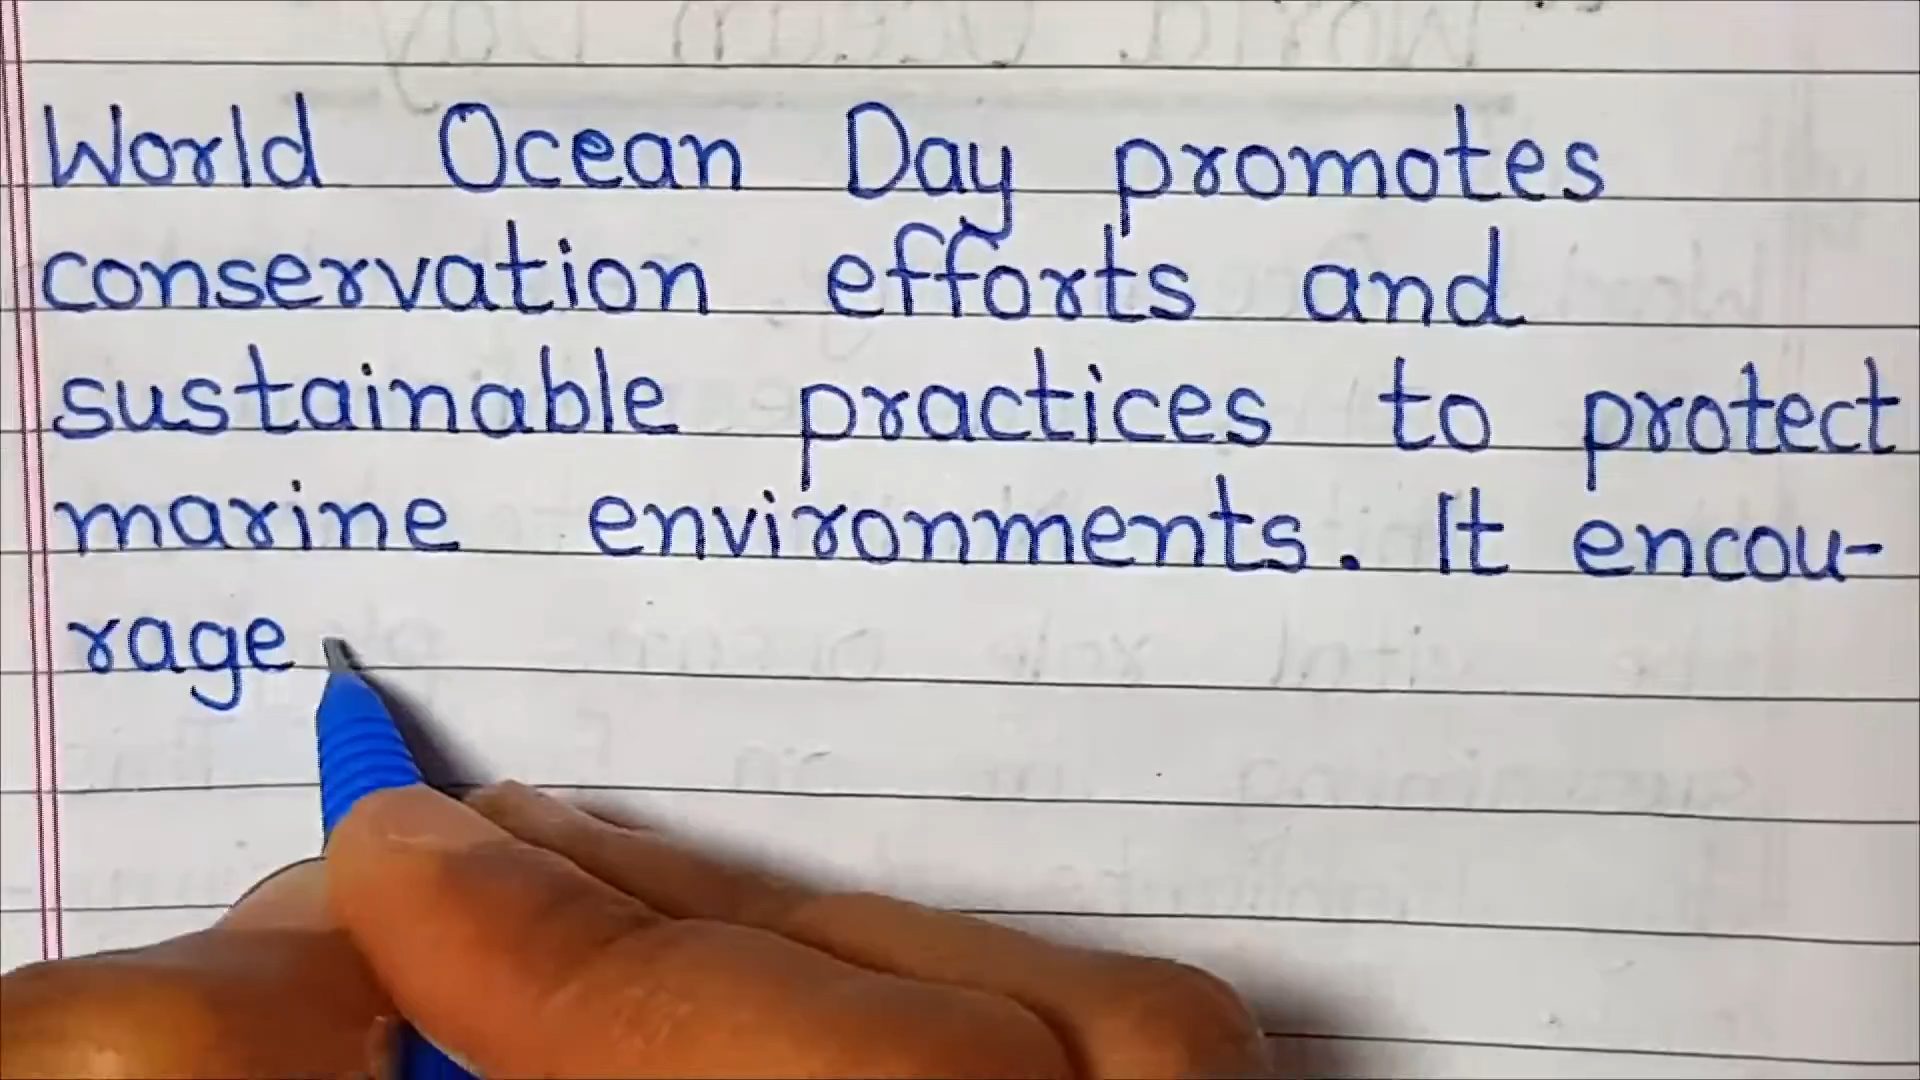 World Ocean Day promotes
conservation efforts and
sustainable practices to protect
marine environments. It encou-
rage